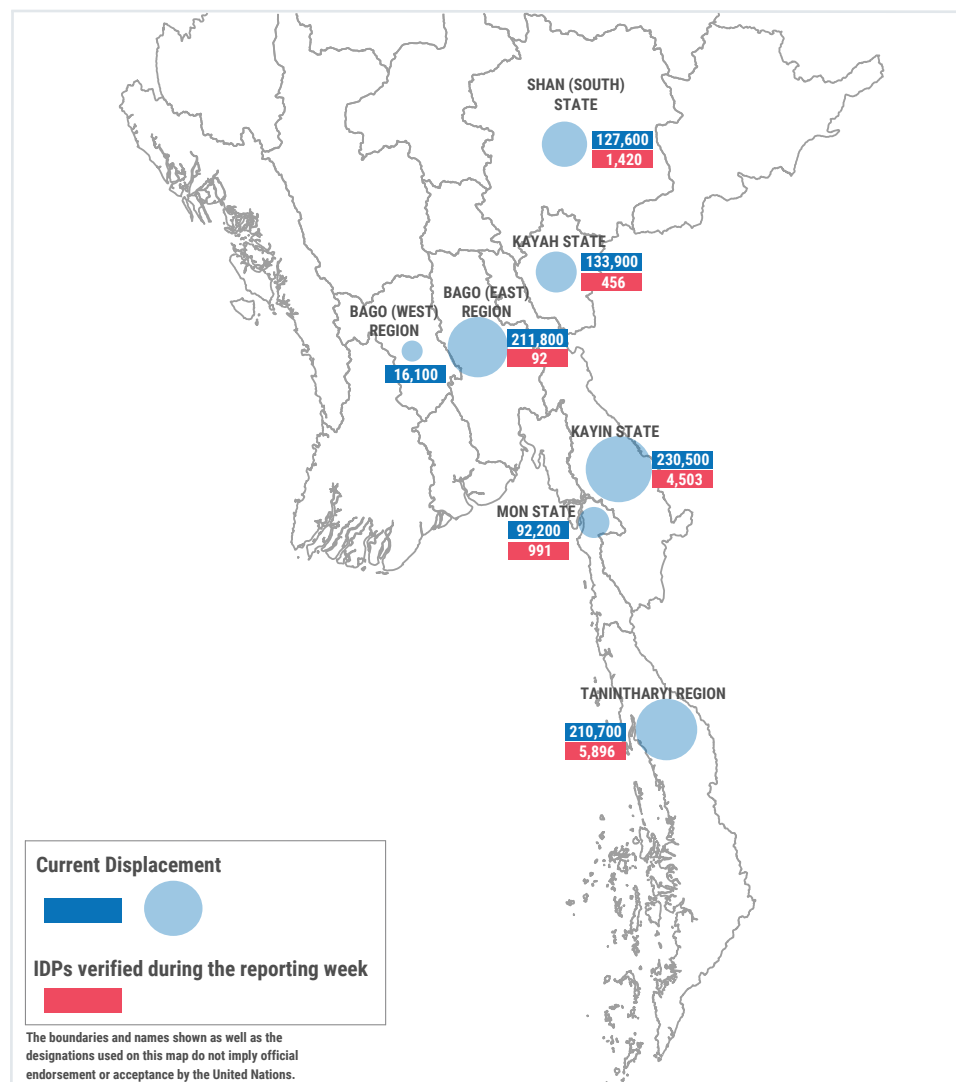 SHAN (SOUTH)
STATE
127,600
1,420
KAYAH STATE
133,900
456
BAGO (EAST)
REGION
211,800
92
BAGO (WEST)
REGION
16,100
KAYIN STATE
230,500
4,503
MON STATE
92,200
991
TANINTHARYI REGION
210,700
5,896
Current Displacement
IDPs verified during the reporting week
The boundaries and names shown as well as the
designations used on this map do not imply official
endorsement or acceptance by the United Nations.